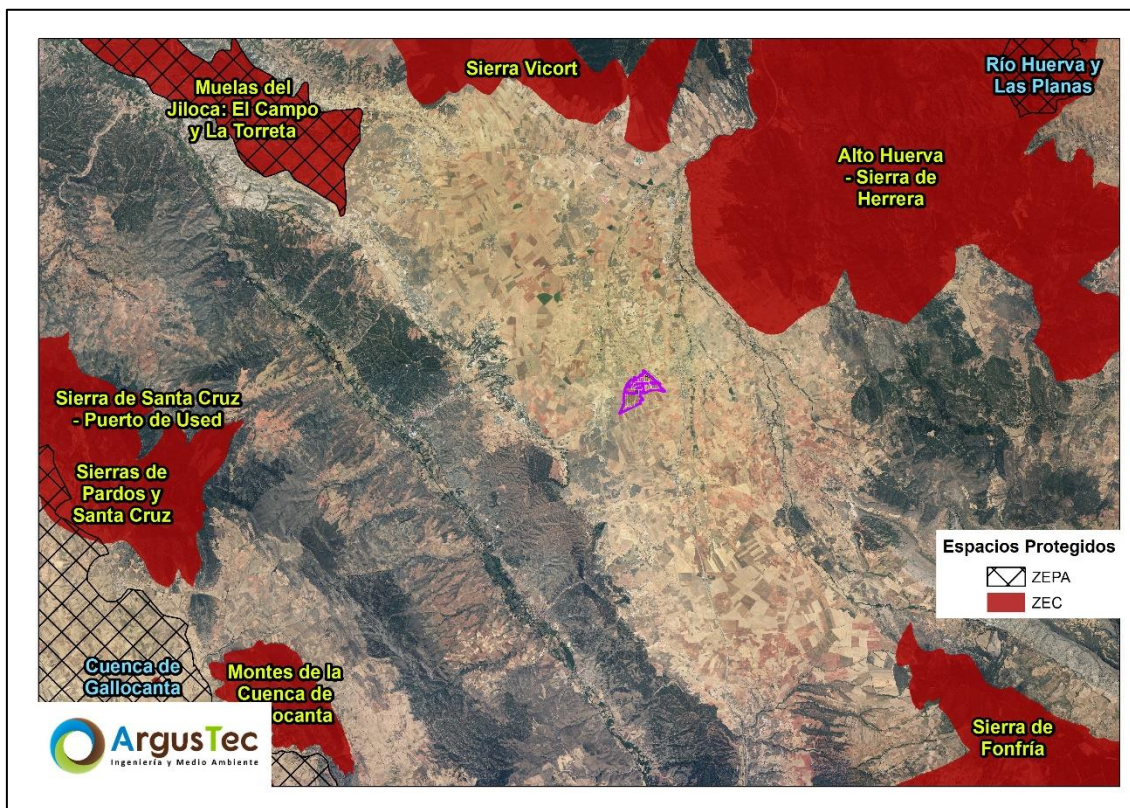 Sierra Vicort
Río Huerva y
Las Planas
Muelas del
Jiloca: El Campo
y La Torreta
Alto Huerva
- Sierra de
Herrera
Sierra de Santa Cruz
- Puerto de Used
Sierras de
Pardos y
Santa Cruz
Espacios Protegidos
ZEPA
ZEC
Cuenca de
Gallocanta
Montes de la
Cuenca de
ocanta
Sierra de
Fonfría
ArgusTec
Ingeniería y Medio Ambiente